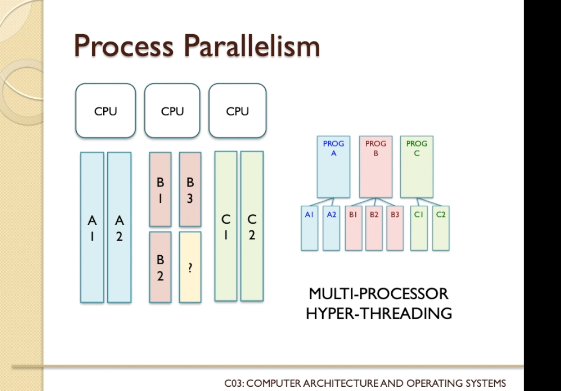 Process Parallelism
CPU
CPU
CPU
A
1
A
2
B
1
B
3
B
2
?
C
1
C
2
PROG
A
PROG
B
PROG
C
A1
A2
B1
B2
B3
C1
C2
MULTI-PROCESSOR
HYPER-THREADING
C03: COMPUTER ARCHITECTURE AND OPERATING SYSTEMS